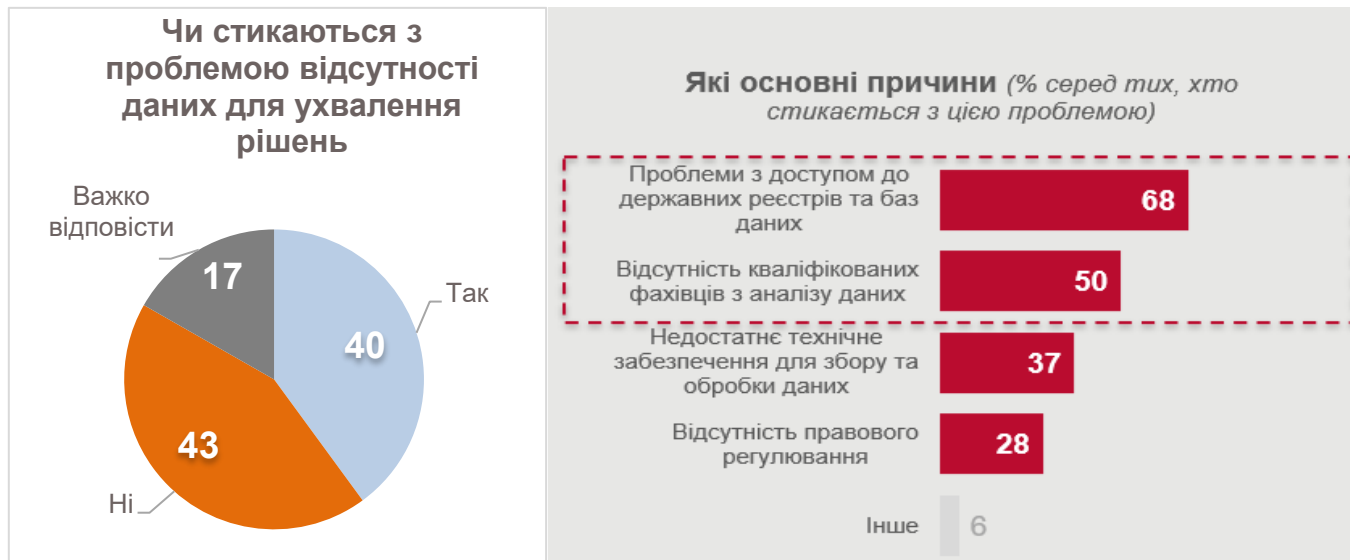 Чи стикаються з
проблемою відсутності
даних для ухвалення
рішень
Важко
відповісти
17
Так
40
43
Ні
Які основні причини (% серед тих, хто
стикається з цією проблемою)
Проблеми з доступом до
державних реєстрів та баз
даних
68
Відсутність кваліфікованих
фахівців з аналізу даних
50
Недостатнє технічне
забезпечення для збору та
обробки даних
37
Відсутність правового
регулювання
28
Інше
6